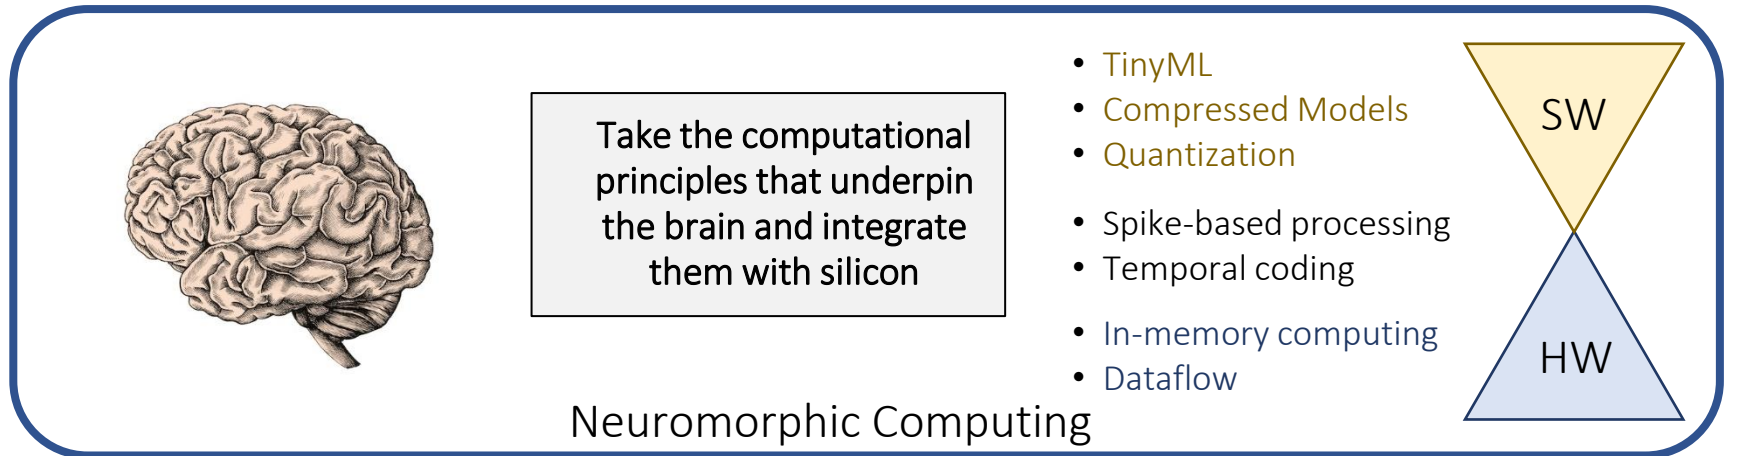 Take the computational
principles that underpin
the brain and integrate
them with silicon
• TinyML
• Compressed Models
• Quantization
• Spike-based processing
• Temporal coding
• In-memory computing
• Dataflow
SW
HW
Neuromorphic Computing